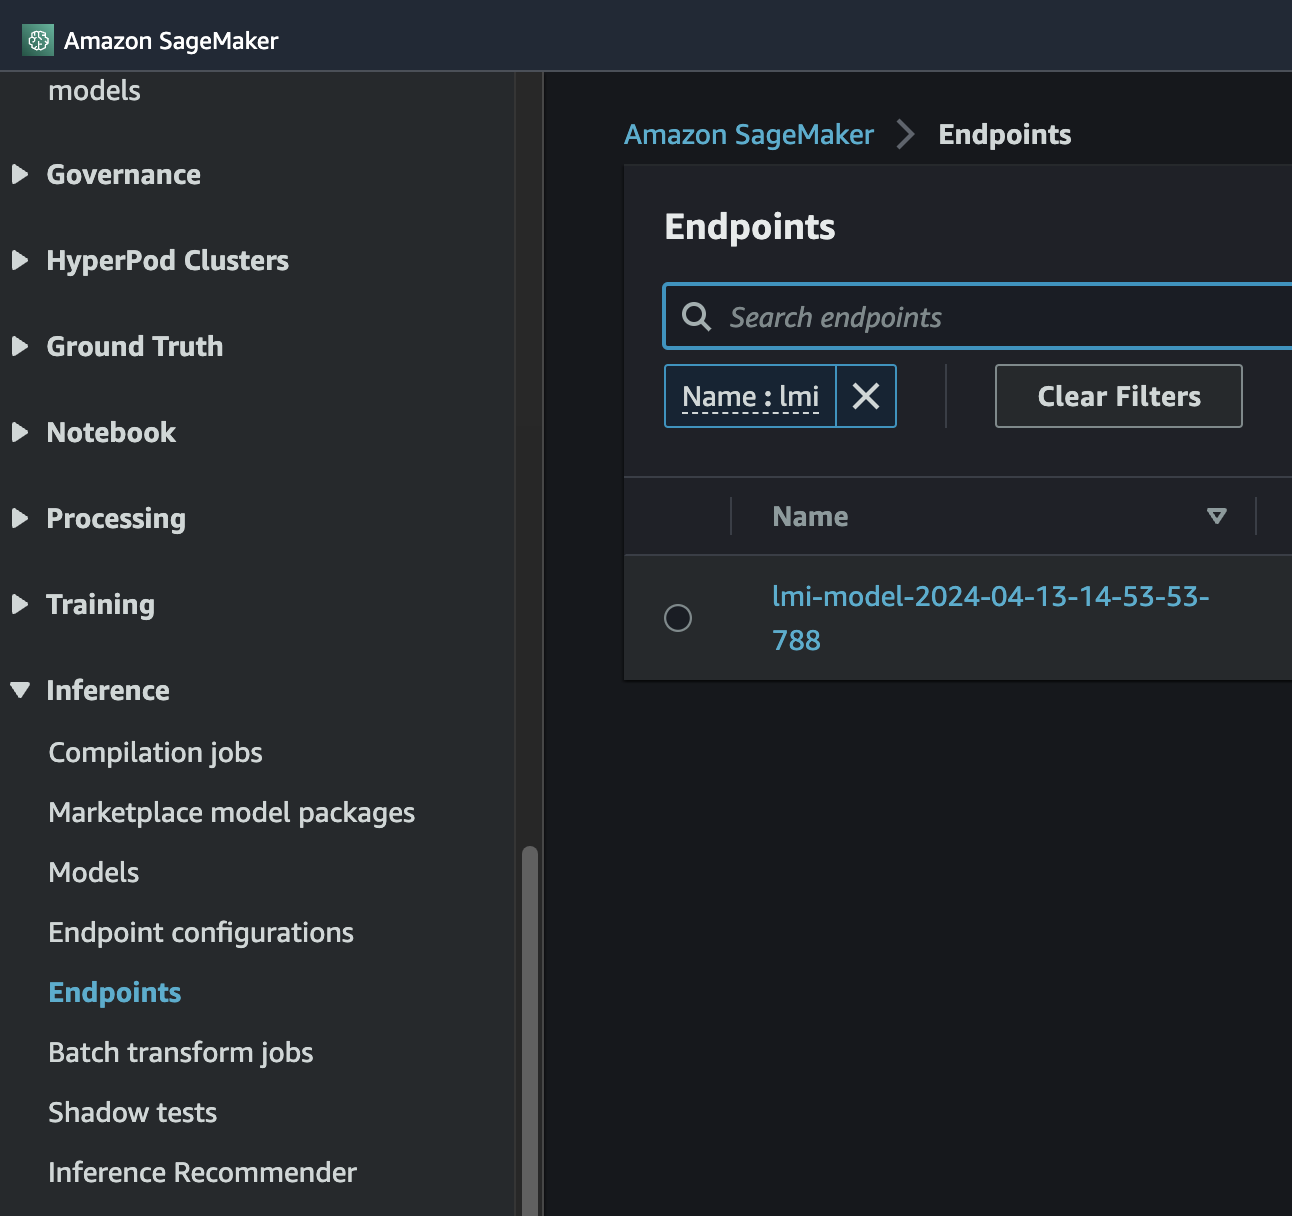 Amazon SageMaker
models
Governance
HyperPod Clusters
Ground Truth
Notebook
Processing
Training
Inference
Compilation jobs
Marketplace model packages
Models
Endpoint configurations
Endpoints
Batch transform jobs
Shadow tests
Inference Recommender
Amazon SageMaker > Endpoints
Endpoints
Search endpoints
Name : lmi
Clear Filters
Name
lmi-model-2024-04-13-14-53-53-
788